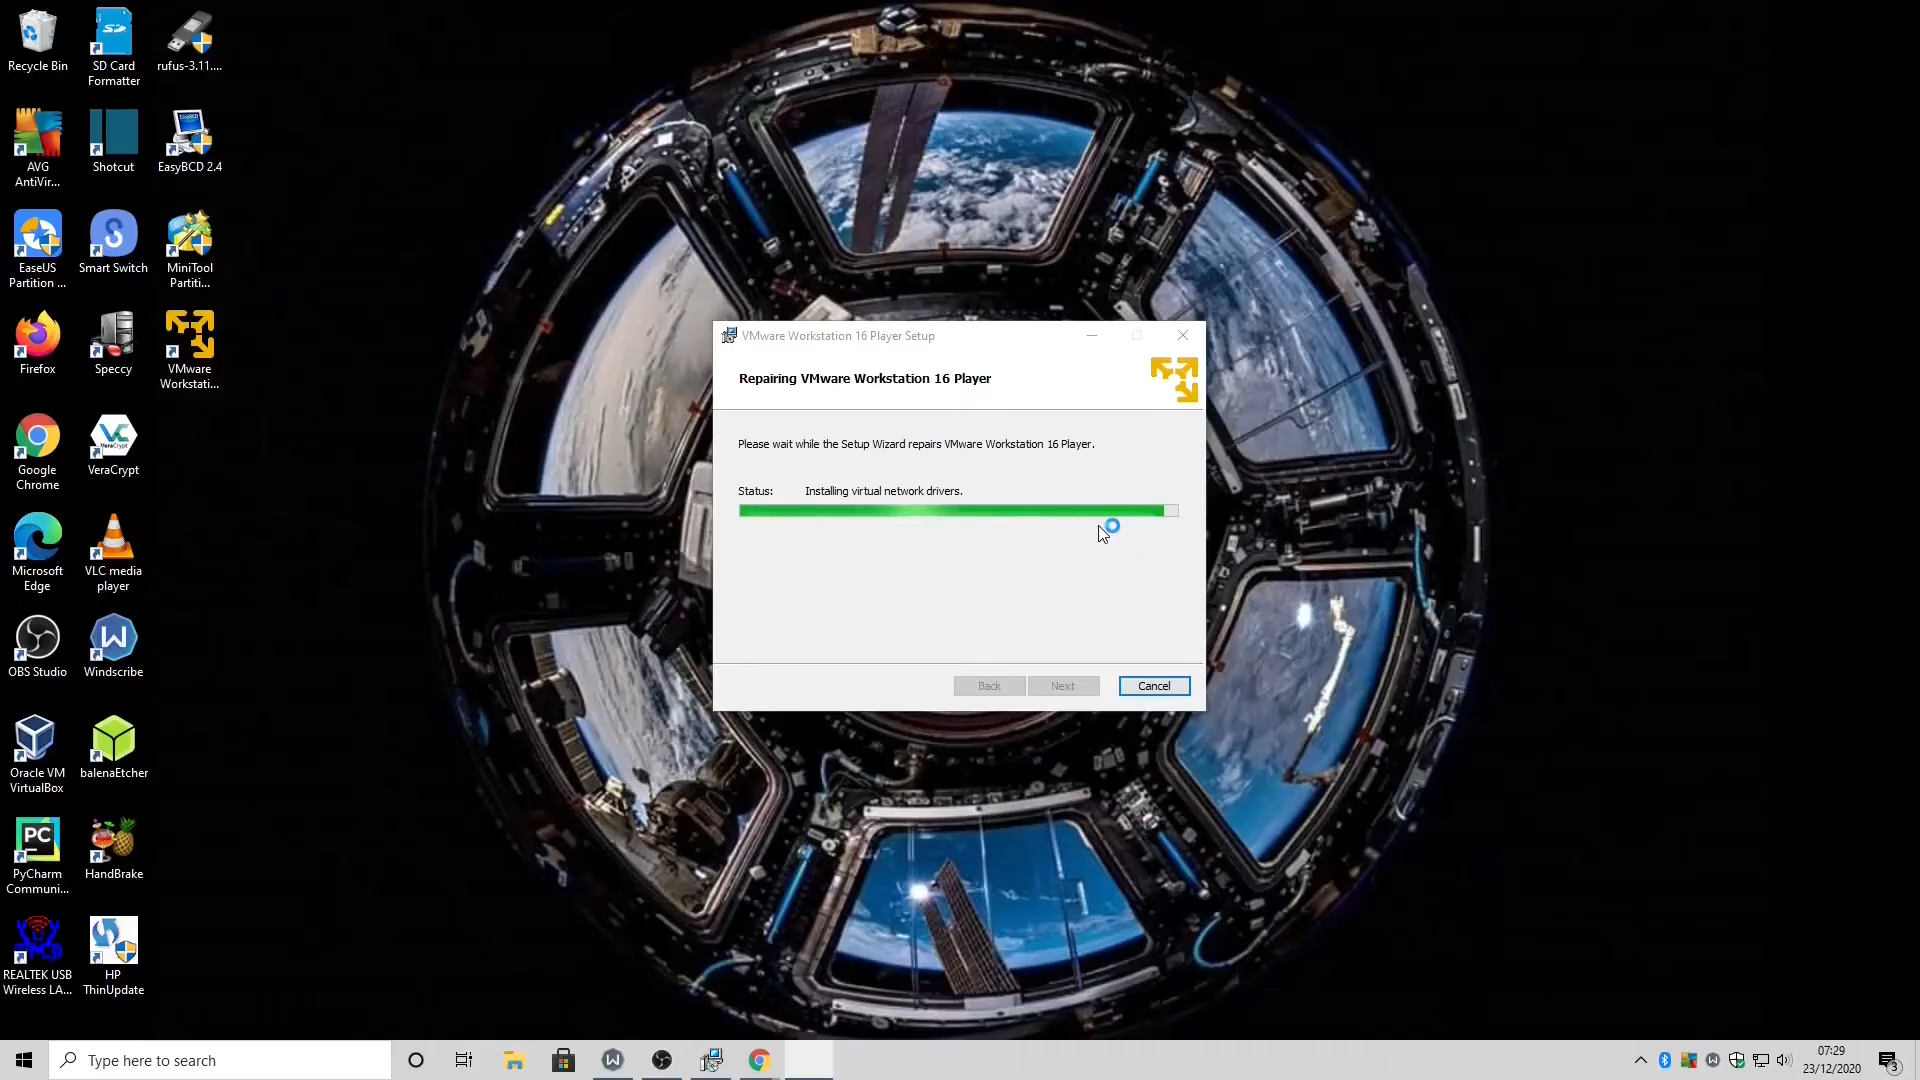 Recycle Bin
SD Card
Formatter
rufus-3.11....
AVG
AntiVir...
Shotcut
EasyBCD 2.4
EaseUS
Partition ...
Smart Switch
MiniTool
Partiti...
Firefox
Speccy
VMware
Workstati...
Google
Chrome
VeraCrypt
Microsoft
Edge
VLC media
player
OBS Studio
Windscribe
Oracle VM
VirtualBox
balenaEtcher
PyCharm
Communi...
HandBrake
REALTEK USB
Wireless LA...
HP
ThinUpdate
VMware Workstation 16 Player Setup
Repairing VMware Workstation 16 Player
Please wait while the Setup Wizard repairs VMware Workstation 16 Player.
Status: Installing virtual network drivers.
Back Next Cancel
Type here to search
07:29
23/12/2020
3